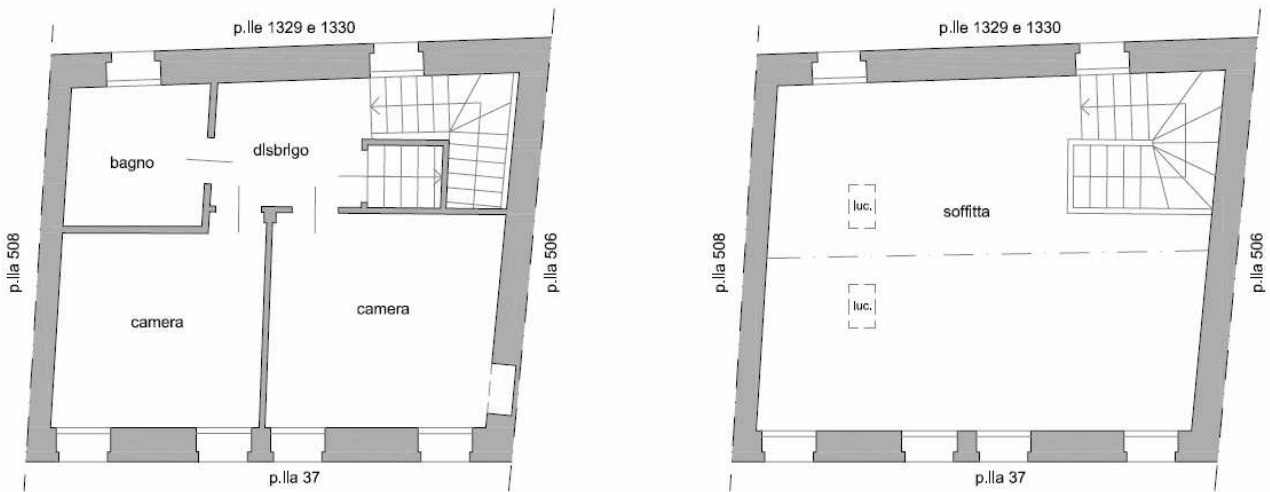 p.lle 1329 e 1330
bagno
disbrigo
camera
camera
p.lla 508
p.lla 506
p.lla 37
p.lle 1329 e 1330
luc.
soffitta
luc.
p.lla 508
p.lla 506
p.lla 37